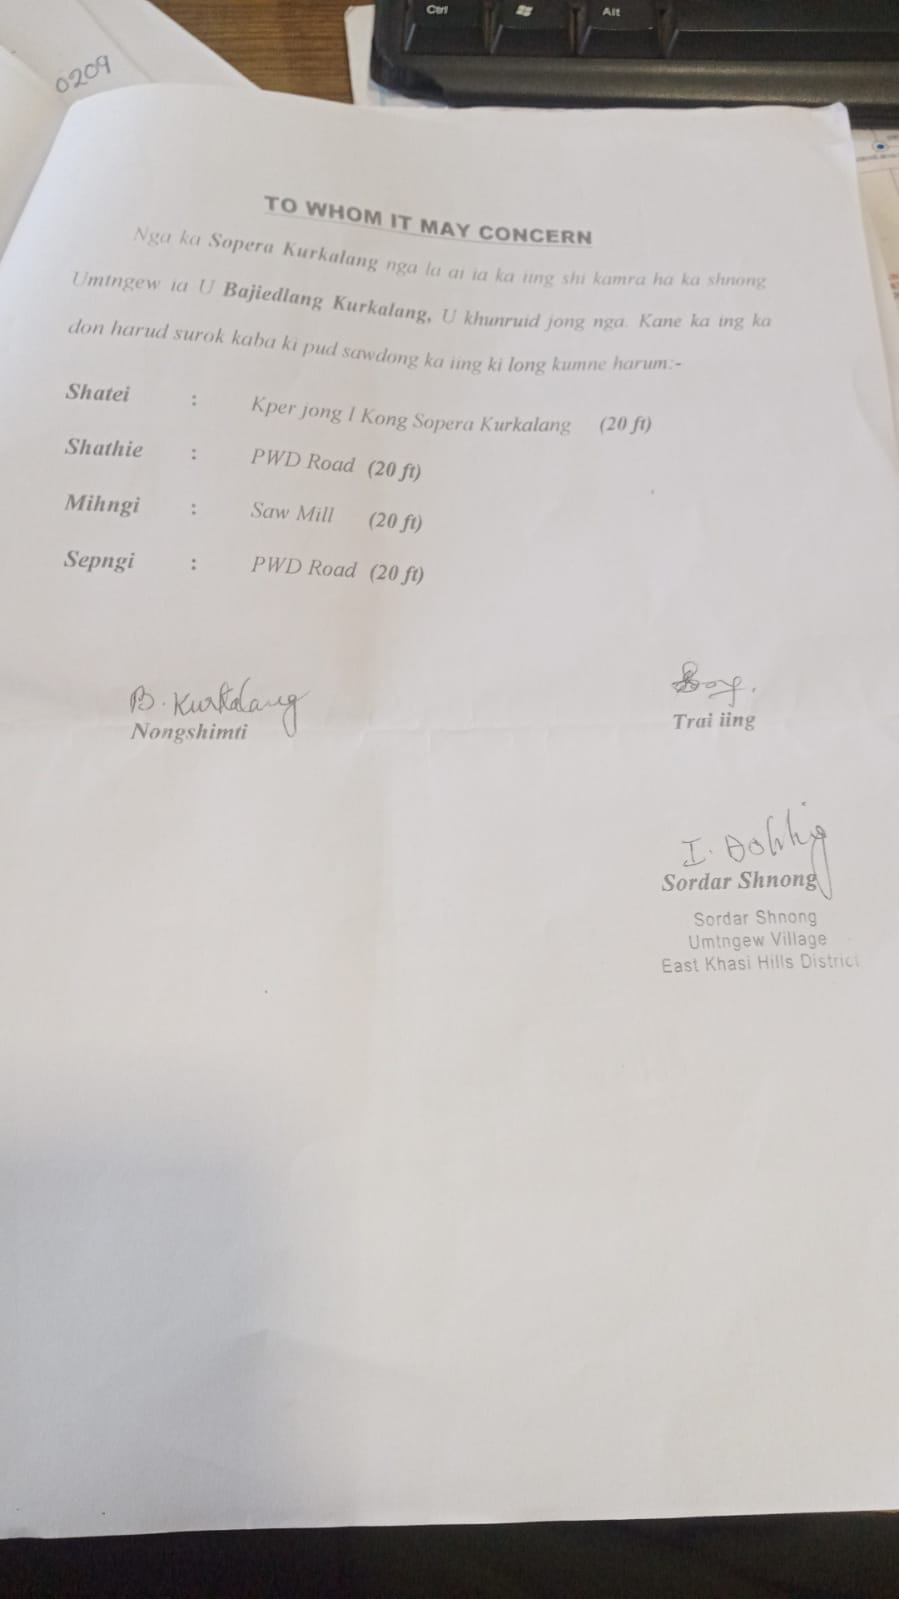 Ctrl
Alt
0209
TO WHOM IT MAY CONCERN
Nga ka Sopera Kurkalang nga la ai ia ka iing shi kamra ha ka shnong
Umtngew ia U Bajiedlang Kurkalang, U khunruid jong nga. Kane ka ing ka
don harud surok kaba ki pud sawdong ka iing ki long kumne harum:-
Shatei : Kper jong I Kong Sopera Kurkalang (20 ft)
Shathie : PWD Road (20 ft)
Mihngi : Saw Mill (20 ft)
Sepngi : PWD Road (20 ft)
B. Kurkalang
Nongshimti
Trai iing
I.
Sordar Shnong
Sordar Shnong
Umtngew Village
East Khasi Hills District